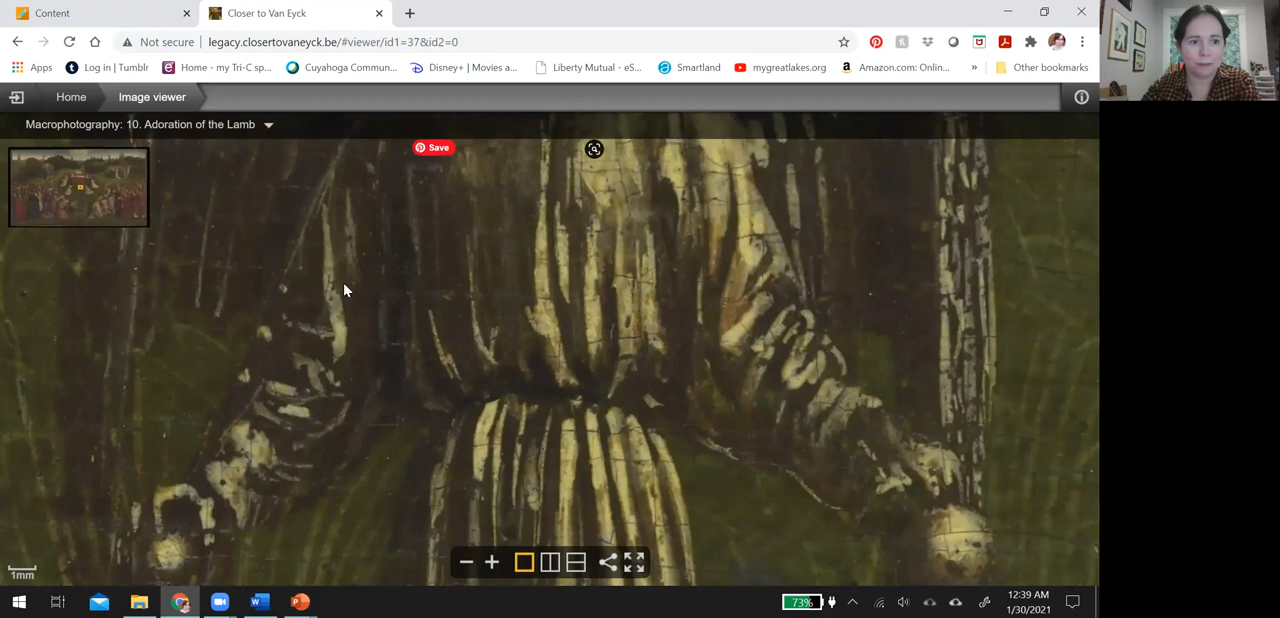 Content
Closer to Van Eyck
Not secure
legacy.closertovaneyck.be/#viewer/id1=37&id2=0
Apps
Log in | Tumblr
Home - my Tri-C sp...
Cuyahoga Commun...
Disney+ | Movies a...
Liberty Mutual - eS...
Smartland
mygreatlakes.org
Amazon.com: Onlin...
»
Other bookmarks
Home
Image viewer
Macrophotography: 10. Adoration of the Lamb
Save
1mm
73%
12:39 AM
1/30/2021